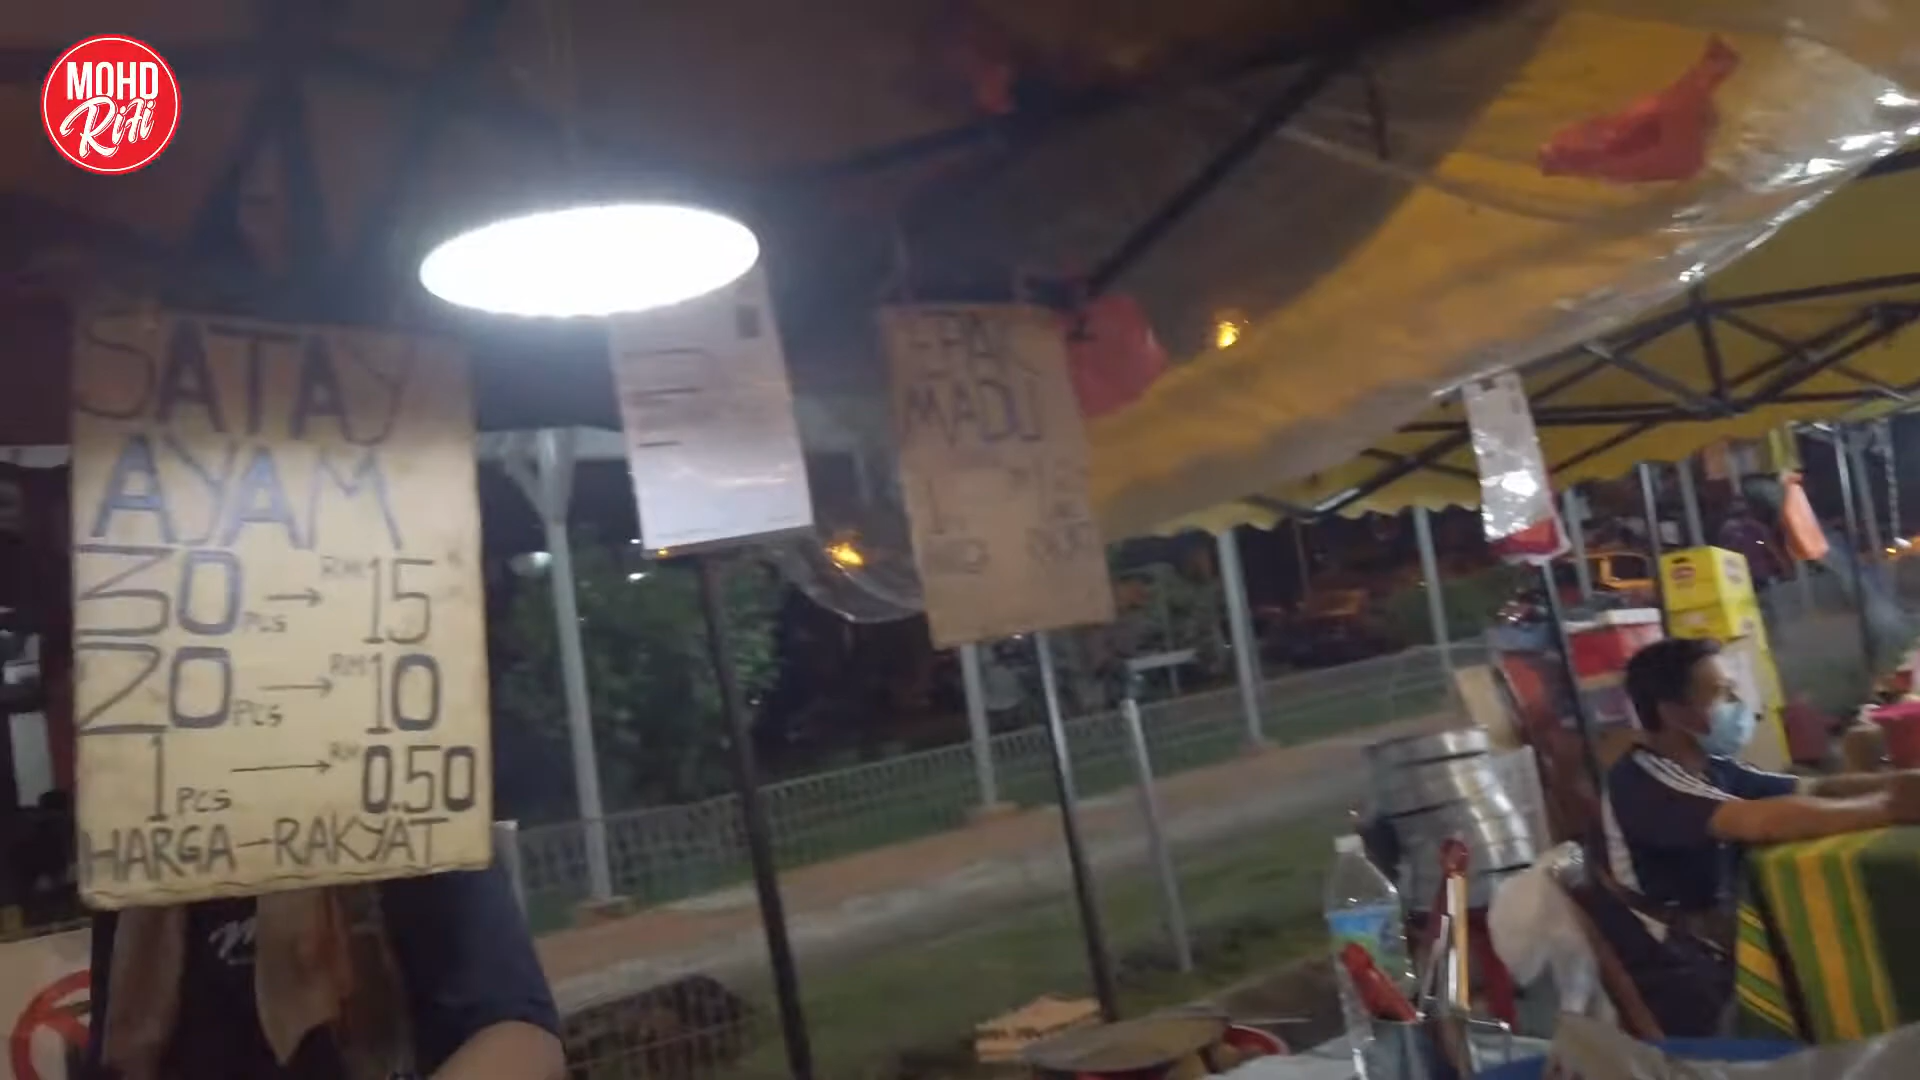 MOHD
Rifi
SATAY
AYAM
30 PCS → RM 15
20 PCS → RM 10
1 PCS → RM 0.50
HARGA-RAKYAT
MADU
1